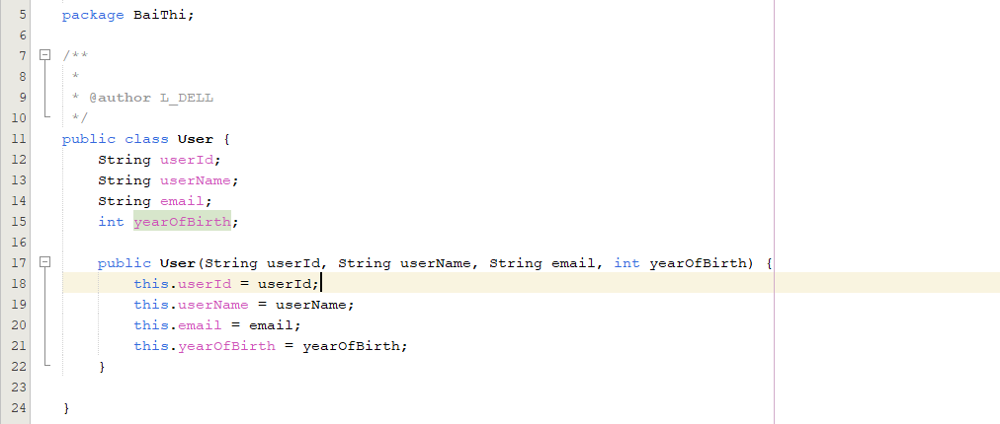 5 package BaiThi;
6
7 /**
8 *
9 * @author L_DELL
10 */
11 public class User {
12 String userId;
13 String userName;
14 String email;
15 int yearOfBirth;
16
17 public User(String userId, String userName, String email, int yearOfBirth) {
18 this.userId = userId;
19 this.userName = userName;
20 this.email = email;
21 this.yearOfBirth = yearOfBirth;
22 }
23
24 }